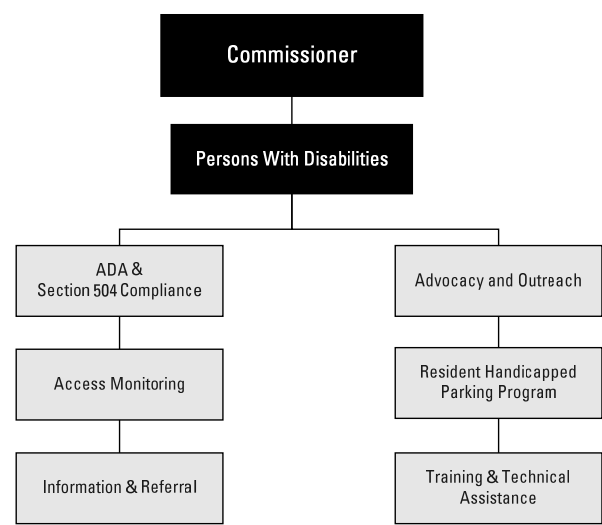 Commissioner
Persons With Disabilities
ADA &
Section 504 Compliance
Access Monitoring
Information & Referral
Advocacy and Outreach
Resident Handicapped
Parking Program
Training & Technical
Assistance